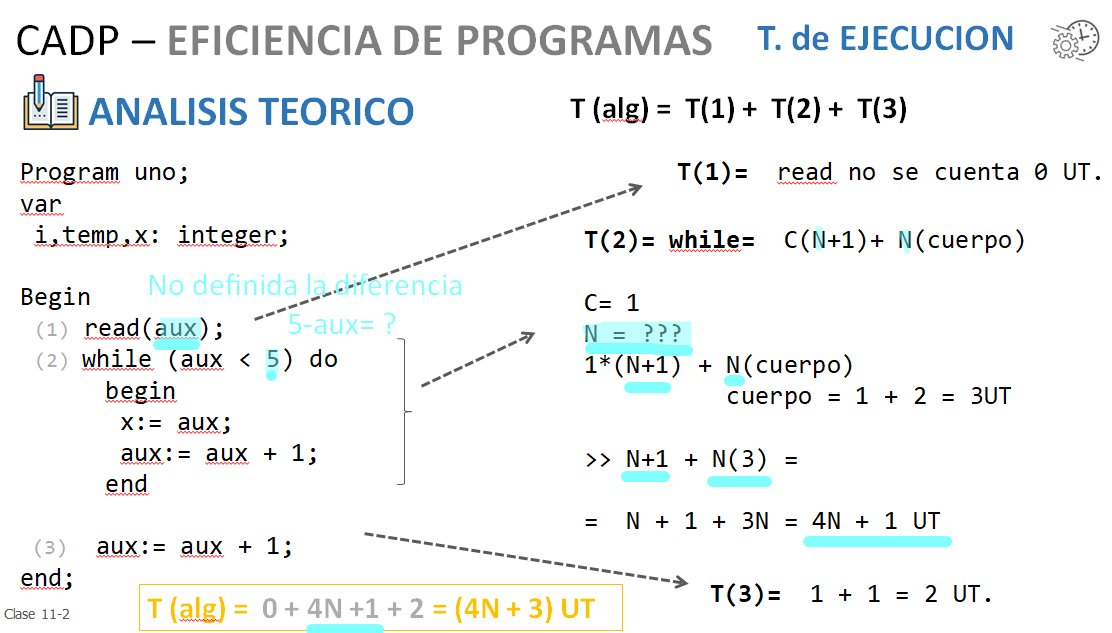 CADP – EFICIENCIA DE PROGRAMAS
T. de EJECUCION
ANALISIS TEORICO
T (alg) = T(1) + T(2) + T(3)
Program uno;
var
i,temp,x: integer;
Begin
(1) read(aux);
(2) while (aux < 5) do
begin
x:= aux;
aux:= aux + 1;
end
(3) aux:= aux + 1;
end;
No definida la diferencia
5-aux= ?
T(1)= read no se cuenta 0 UT.
T(2)= while= C(N+1)+ N(cuerpo)
C= 1
N = ???
1*(N+1) + N(cuerpo)
cuerpo = 1 + 2 = 3UT
>> N+1 + N(3) =
= N + 1 + 3N = 4N + 1 UT
T(3)= 1 + 1 = 2 UT.
Clase 11-2
T (alg) = 0 + 4N +1 + 2 = (4N + 3) UT